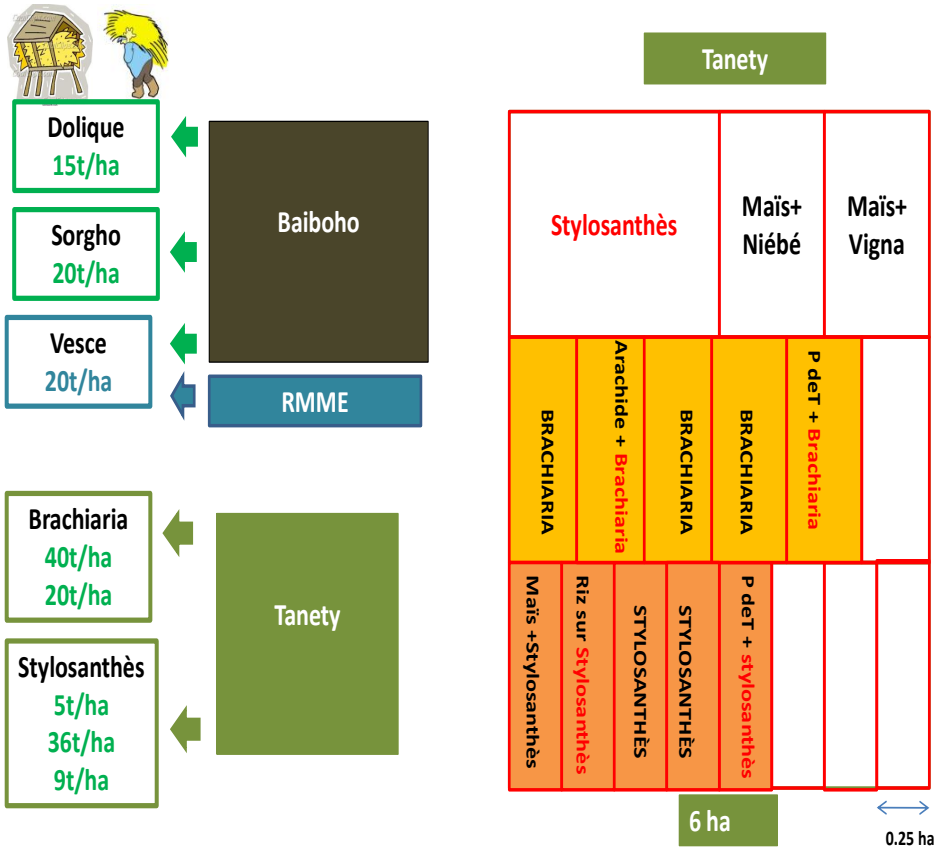 Dolique
15t/ha
Sorgho
20t/ha
Vesce
20t/ha
Baiboho
RMME
Brachiaria
40t/ha
20t/ha
Stylosanthès
5t/ha
36t/ha
9t/ha
Tanety
Tanety
Stylosanthès
Maïs+
Niébé
Maïs+
Vigna
BRACHIARIA
Arachide + Brachiaria
BRACHIARIA
BRACHIARIA
P deT + Brachiaria
Maïs +Stylosanthès
Riz sur Stylosanthès
STYLOSANTHÈS
STYLOSANTHÈS
P deT + stylosanthès
6 ha
0.25 ha